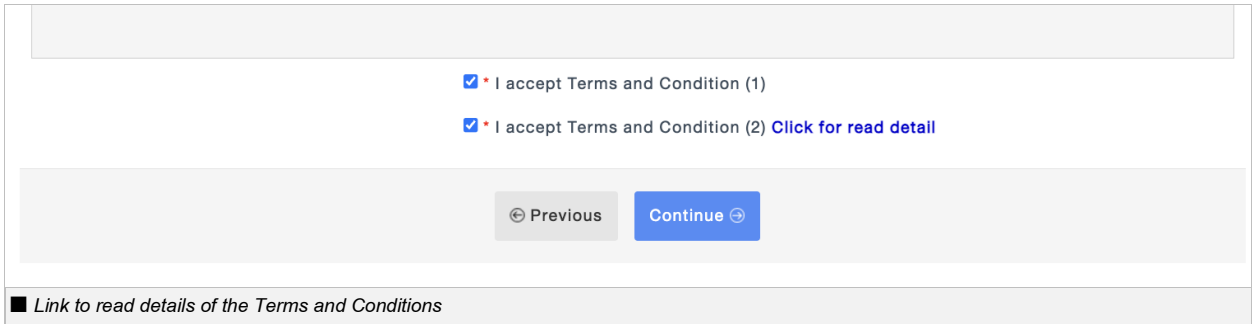 * I accept Terms and Condition (1)
* I accept Terms and Condition (2) Click for read detail
Previous Continue
■ Link to read details of the Terms and Conditions